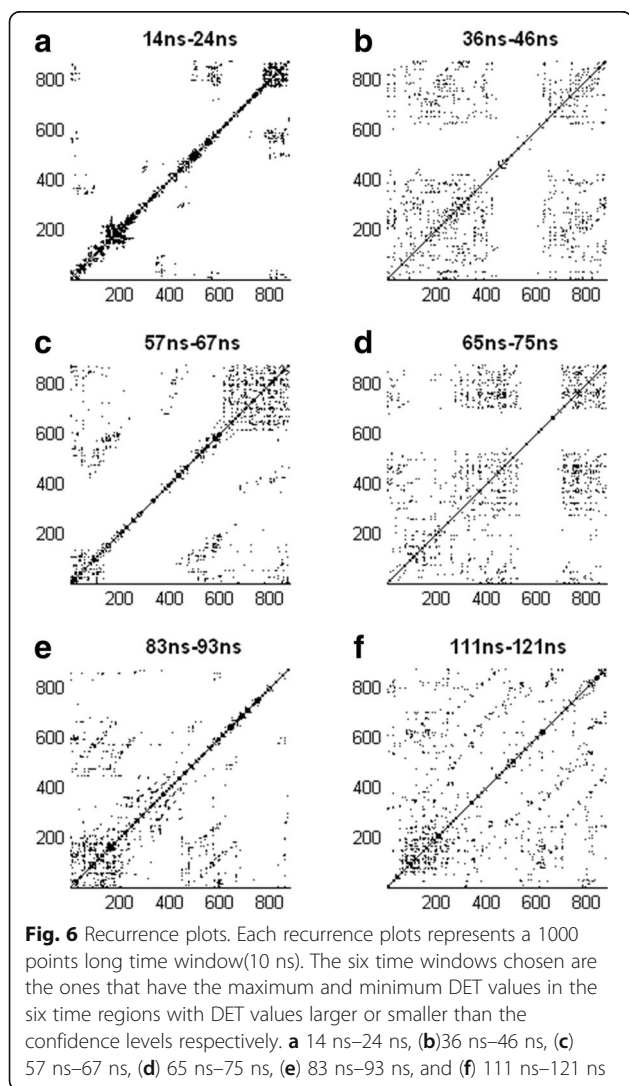 a 14ns-24ns
b 36ns-46ns
800
600
400
200
200 400 600 800
800
600
400
200
200 400 600 800
c 57ns-67ns
d 65ns-75ns
800
600
400
200
200 400 600 800
800
600
400
200
200 400 600 800
e 83ns-93ns
f 111ns-121ns
800
600
400
200
200 400 600 800
800
600
400
200
200 400 600 800
Fig. 6 Recurrence plots. Each recurrence plots represents a 1000
points long time window(10 ns). The six time windows chosen are
the ones that have the maximum and minimum DET values in the
six time regions with DET values larger or smaller than the
confidence levels respectively. a 14 ns–24 ns, (b)36 ns–46 ns, (c)
57 ns–67 ns, (d) 65 ns–75 ns, (e) 83 ns–93 ns, and (f) 111 ns–121 ns